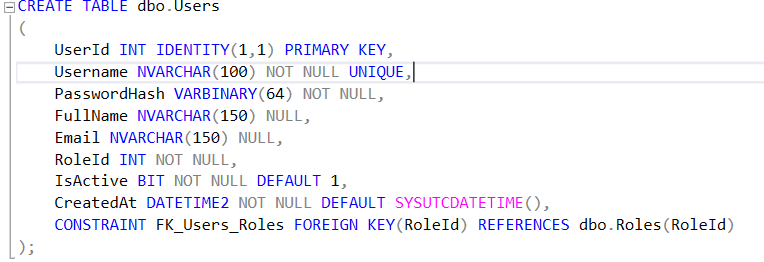 CREATE TABLE dbo.Users
(
UserId INT IDENTITY(1,1) PRIMARY KEY,
Username NVARCHAR(100) NOT NULL UNIQUE,
PasswordHash VARBINARY(64) NOT NULL,
FullName NVARCHAR(150) NULL,
Email NVARCHAR(150) NULL,
RoleId INT NOT NULL,
IsActive BIT NOT NULL DEFAULT 1,
CreatedAt DATETIME2 NOT NULL DEFAULT SYSUTCDATETIME(),
CONSTRAINT FK_Users_Roles FOREIGN KEY(RoleId) REFERENCES dbo.Roles(RoleId)
);